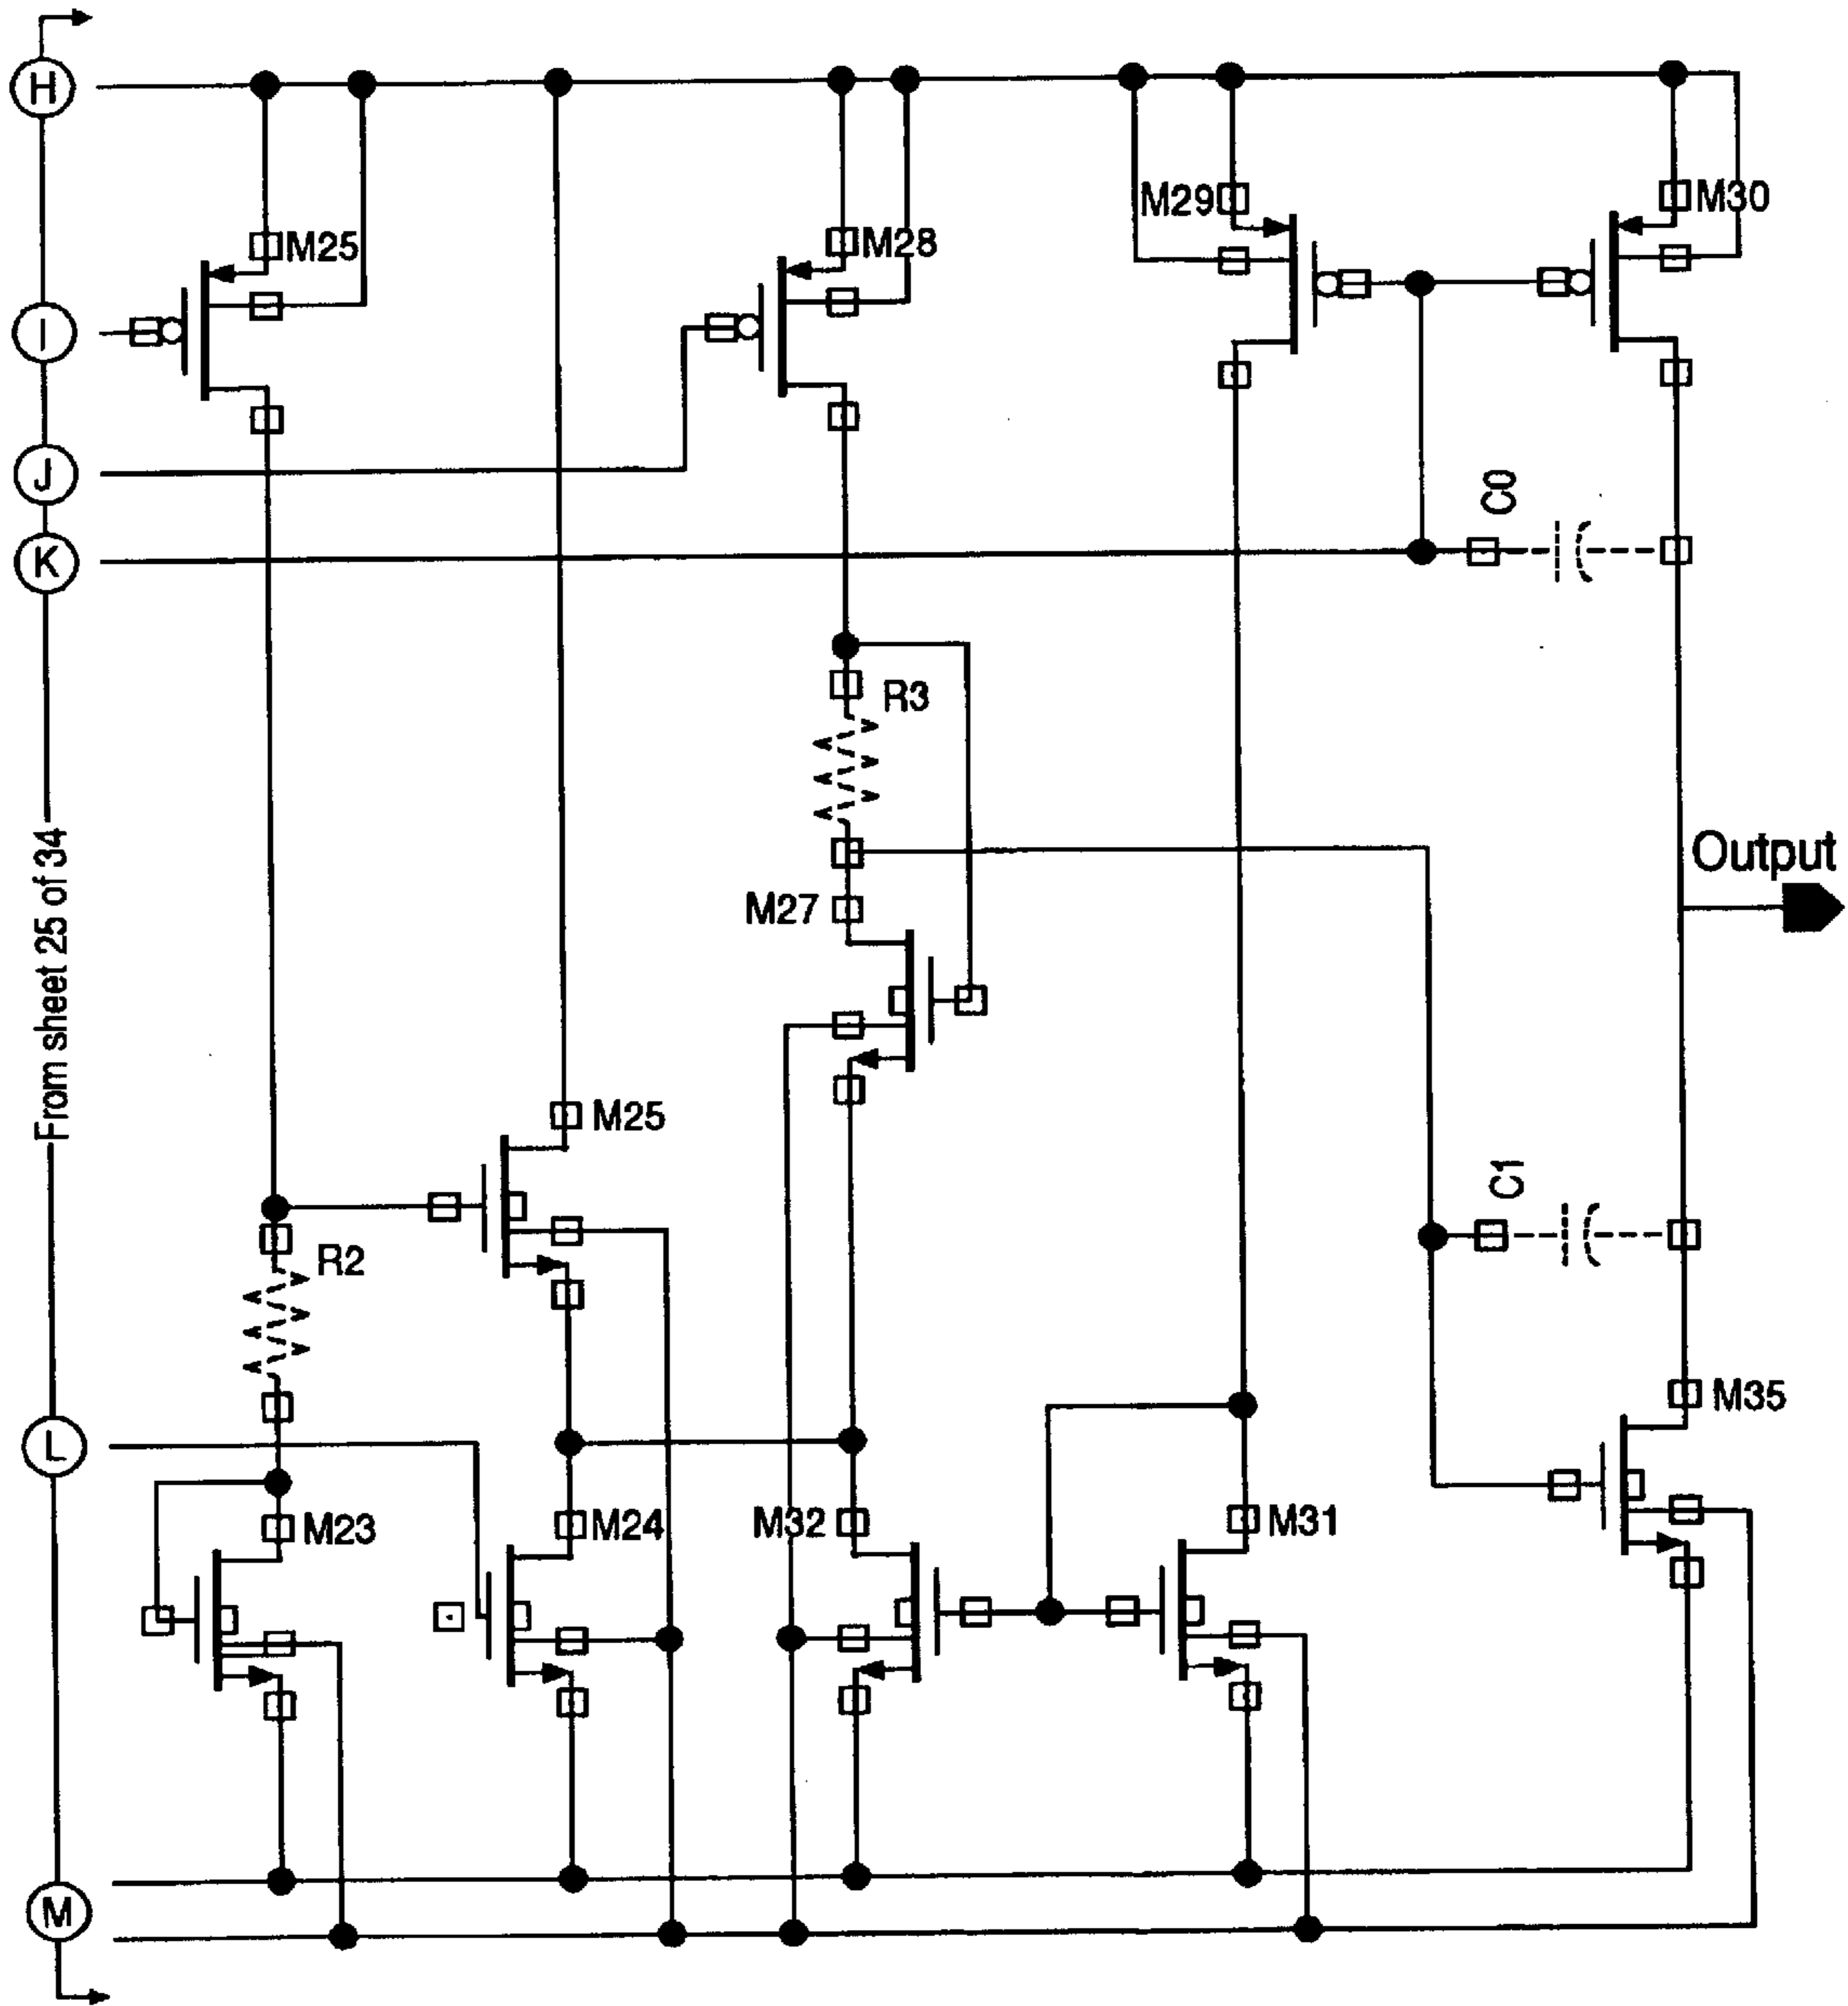 H
M29
M30
M25
M28
I
J
C0
K
R3
From sheet 25 of 34
Output
M27
M25
C1
R2
M35
L
M23
M24
M32
M31
M